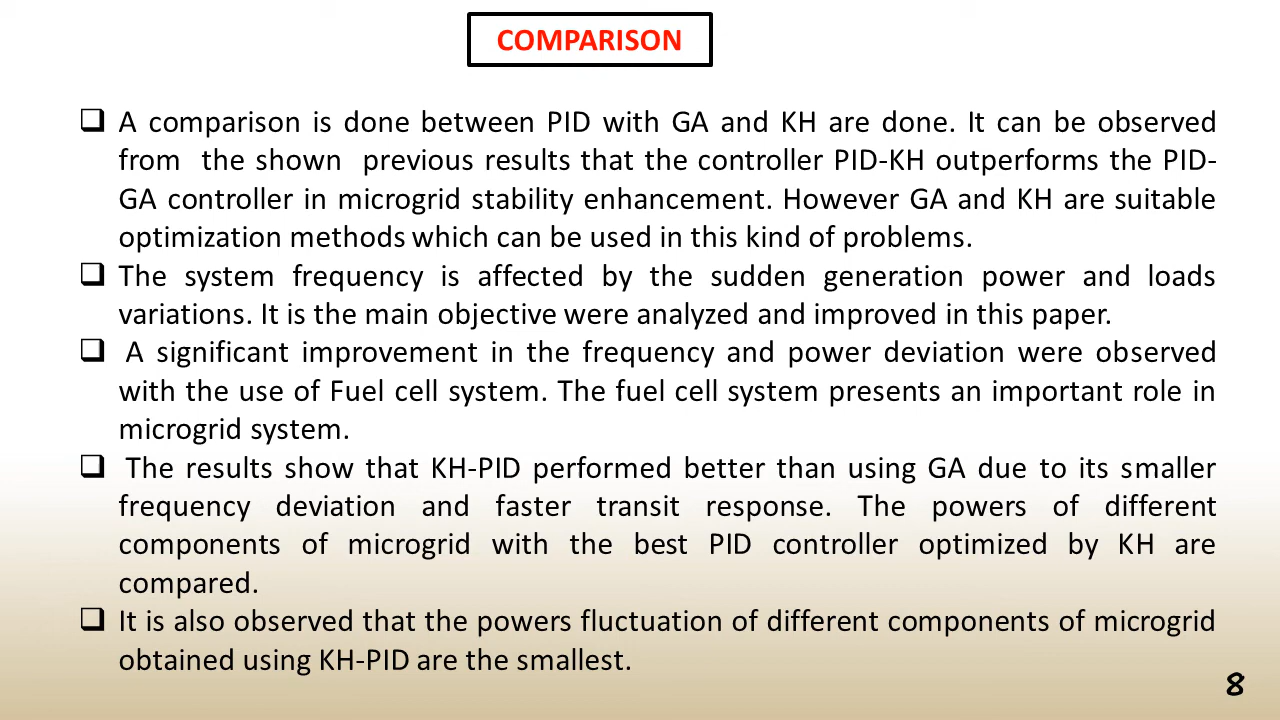 COMPARISON
❑ A comparison is done between PID with GA and KH are done. It can be observed
from the shown previous results that the controller PID-KH outperforms the PID-
GA controller in microgrid stability enhancement. However GA and KH are suitable
optimization methods which can be used in this kind of problems.
❑ The system frequency is affected by the sudden generation power and loads
variations. It is the main objective were analyzed and improved in this paper.
❑ A significant improvement in the frequency and power deviation were observed
with the use of Fuel cell system. The fuel cell system presents an important role in
microgrid system.
❑ The results show that KH-PID performed better than using GA due to its smaller
frequency deviation and faster transit response. The powers of different
components of microgrid with the best PID controller optimized by KH are
compared.
❑ It is also observed that the powers fluctuation of different components of microgrid
obtained using KH-PID are the smallest.
8